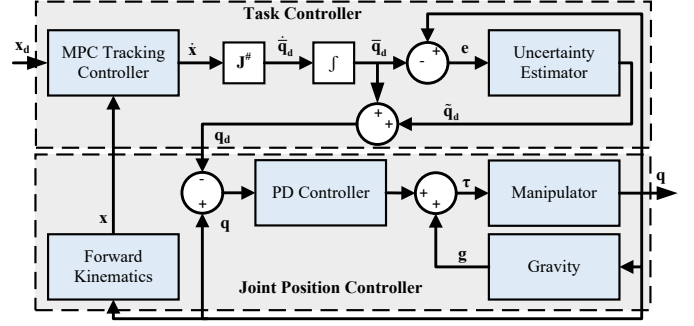 Task Controller
x_d
MPC Tracking
Controller
ẋ
J^#
q̄̇_d
∫
q̄_d
+
-
e
Uncertainty
Estimator
+
+
q̃_d
q_d
-
+
q
PD Controller
+
+
τ
Manipulator
q
x
Forward
Kinematics
g
Gravity
Joint Position Controller